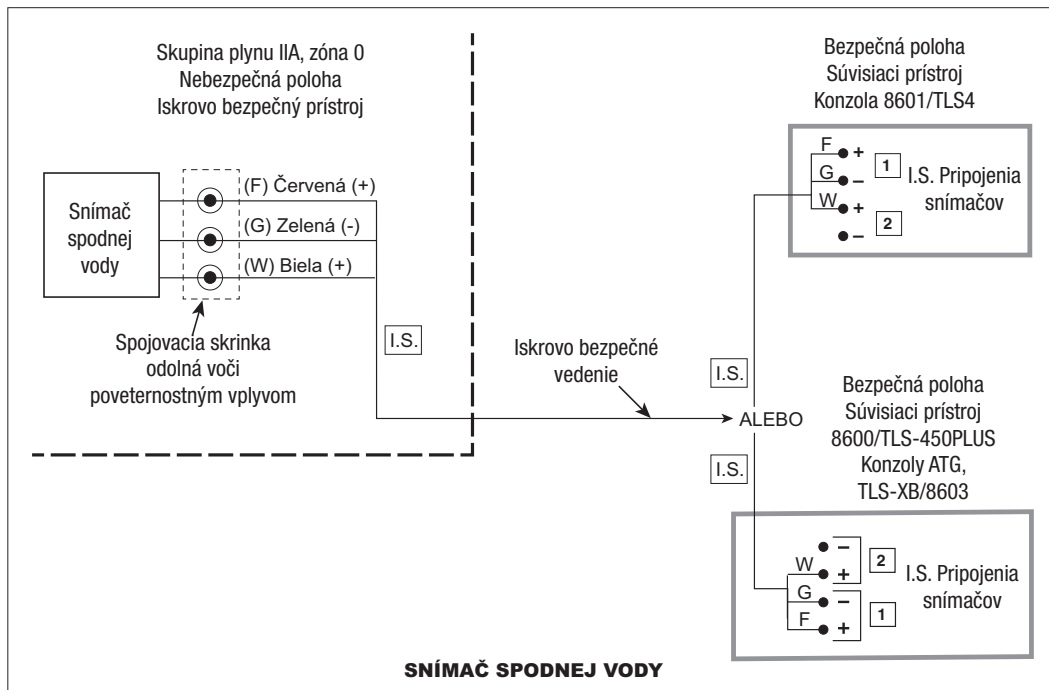 Skupina plynu IIA, zóna 0
Nebezpečná poloha
Iskrovo bezpečný prístroj
Snímač
spodnej
vody
(F) Červená (+)
(G) Zelená (-)
(W) Biela (+)
Spojovacia skrinka
odolná voči
poveternostným vplyvom
I.S.
Iskrovo bezpečné
vedenie
I.S.
ALEBO
I.S.
Bezpečná poloha
Súvisiaci prístroj
Konzola 8601/TLS4
F +
G − 1
W +
− 2
I.S. Pripojenia
snímačov
Bezpečná poloha
Súvisiaci prístroj
8600/TLS-450PLUS
Konzoly ATG,
TLS-XB/8603
− 2
W +
G − 1
F +
I.S. Pripojenia
snímačov
SNÍMAČ SPODNEJ VODY